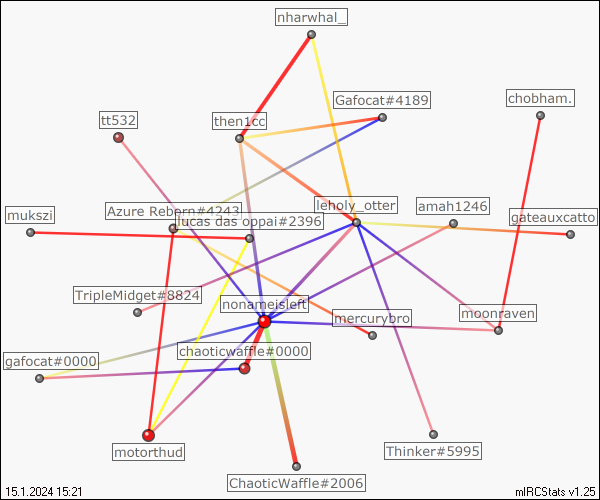 nharwhal_
Gafocat#4189
chobham.
tt532
then1cc
leholy_otter
amah1246
mukszi
Azure Reborn#4243
lucas das oppai#2396
gateauxcatto
TripleMidget#8824
nonameisleft
mercurybro
moonraven
gafocat#0000
chaoticwaffle#0000
motorthud
Thinker#5995
ChaoticWaffle#2006
15.1.2024 15:21
mIRCStats v1.25